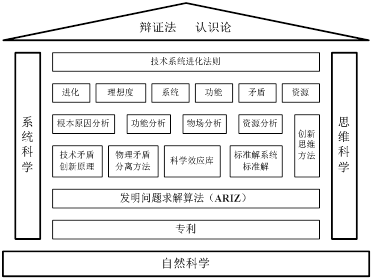 辩证法 认识论
技术系统进化法则
进化 理想度 系统 功能 矛盾 资源
根本原因分析 功能分析 物场分析 资源分析
创新
思维
方法
技术矛盾
创新原理
物理矛盾
分离方法
科学效应库
标准解系统
标准解
发明问题求解算法（ARIZ）
专利
系统科学
思维科学
自然科学